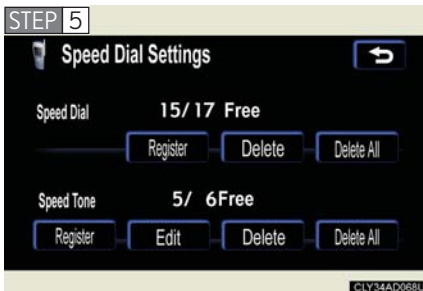 STEP 5
Speed Dial Settings
Speed Dial 15/17 Free
Register Delete Delete All
Speed Tone 5/ 6Free
Register Edit Delete Delete All
CLY34AD068U